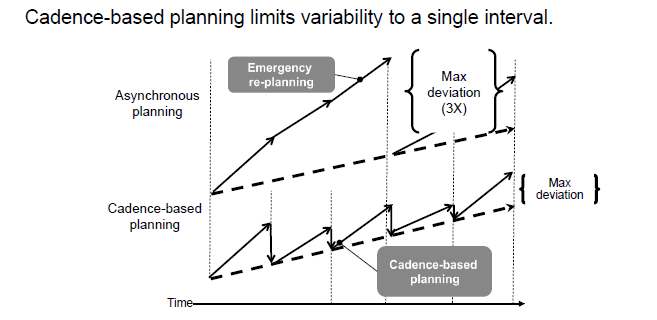 Cadence-based planning limits variability to a single interval.
Emergency
re-planning
Max
deviation
(3X)
Asynchronous
planning
Max
deviation
Cadence-based
planning
Cadence-based
planning
Time